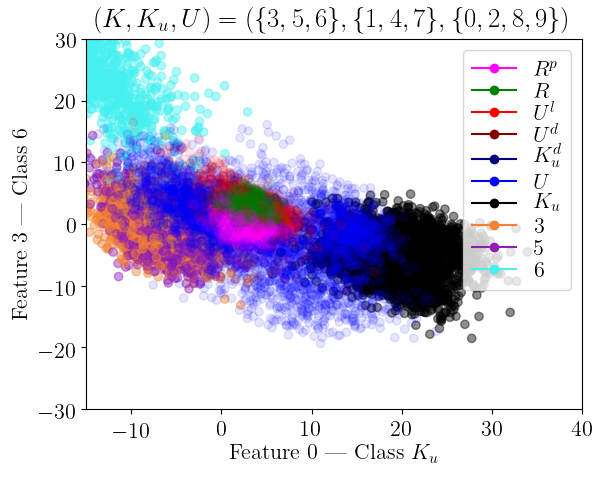 (K, K_u, U) = ({3, 5, 6}, {1, 4, 7}, {0, 2, 8, 9})
30
20
10
0
−10
−20
−30
Feature 3 — Class 6
R^p
R
U^l
U^d
K_u^d
U
K_u
3
5
6
−10
0
10
20
30
40
Feature 0 — Class K_u